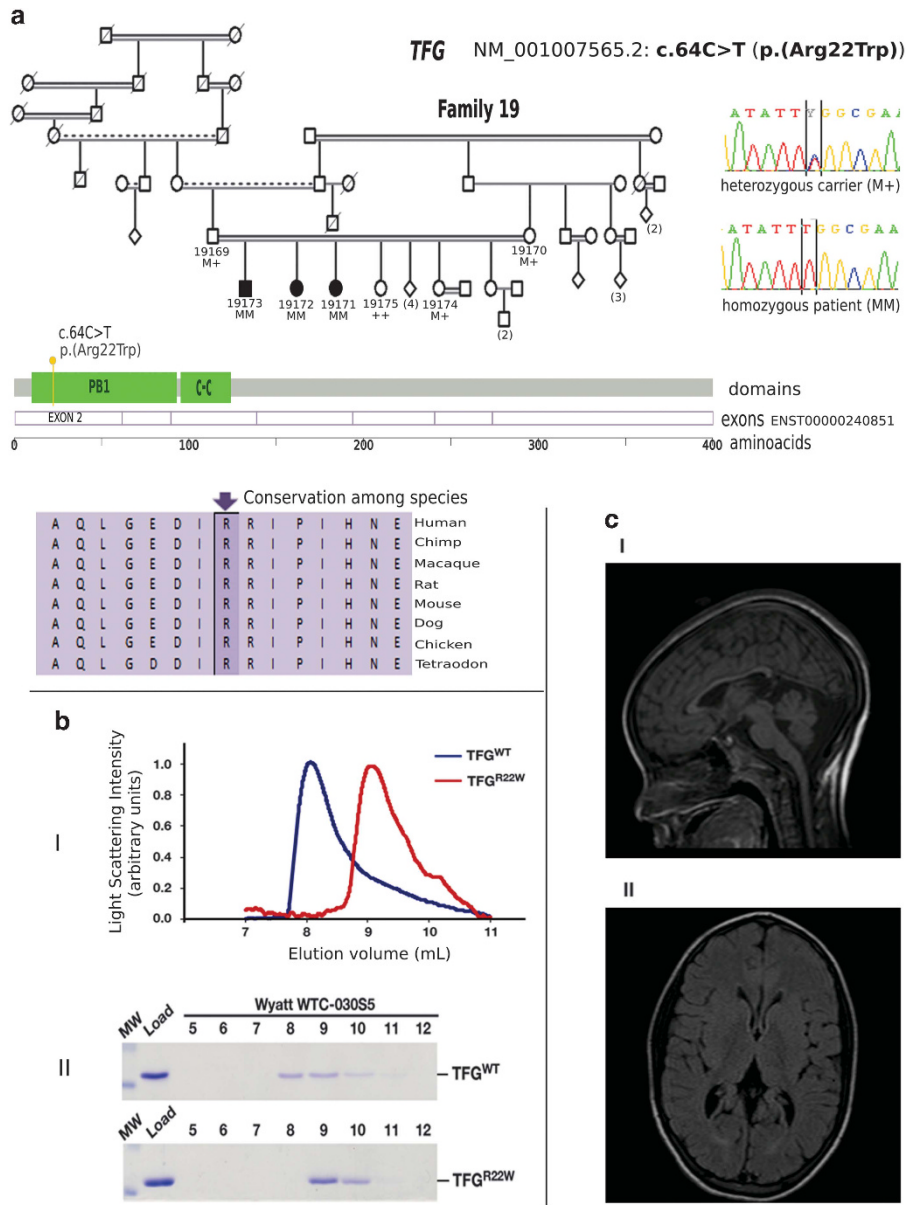 a
TFG NM_001007565.2: c.64C>T (p.(Arg22Trp))
Family 19
A T A T T Y G G C G A A
heterozygous carrier (M+)
A T A T T T G G C G A A
homozygous patient (MM)
19169
M+
19170
M+
(2)
(3)
19173
MM
19172
MM
19171
MM
19175
++
(4)
19174
M+
(2)
c.64C>T
p.(Arg22Trp)
PB1
C-C
domains
EXON 2
exons ENST00000240851
0 100 200 300 400 aminoacids
Conservation among species
A Q L G E D I R R I P I H N E Human
A Q L G E D I R R I P I H N E Chimp
A Q L G E D I R R I P I H N E Macaque
A Q L G E D I R R I P I H N E Rat
A Q L G E D I R R I P I H N E Mouse
A Q L G E D I R R I P I H N E Dog
A Q L G E D I R R I P I H N E Chicken
A Q L G D D I R R I P I H N E Tetraodon
b
I
Light Scattering Intensity
(arbitrary units)
1.0
0.8
0.6
0.4
0.2
0.0
7 8 9 10 11
Elution volume (mL)
TFGWT
TFGR22W
II
Wyatt WTC-030S5
MW Load 5 6 7 8 9 10 11 12
TFGWT
MW Load 5 6 7 8 9 10 11 12
TFGR22W
c
I
II